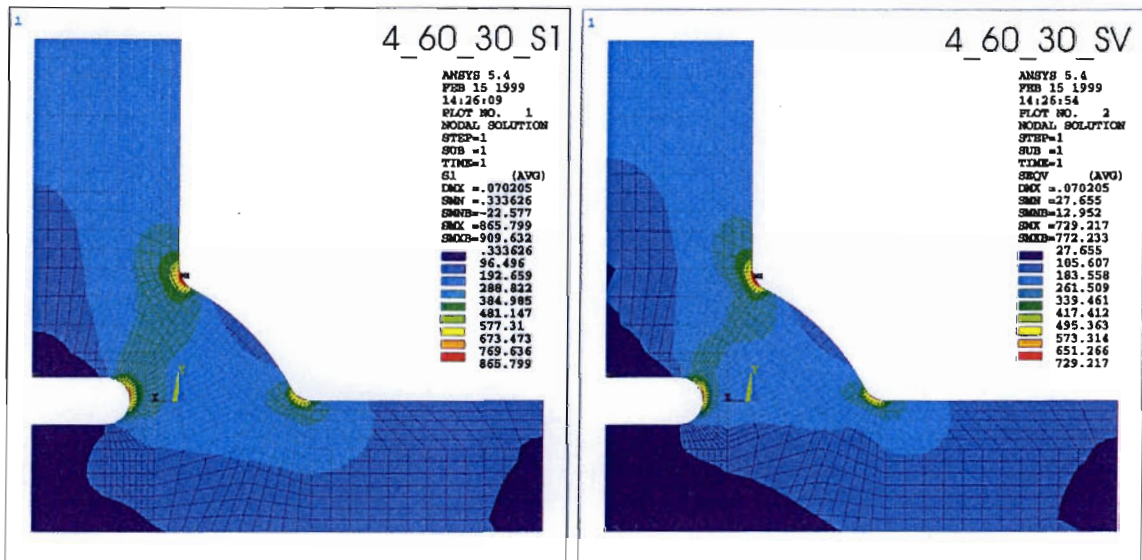 1
4_60_30_S1
ANSYS 5.4
FEB 15 1999
14:26:09
PLOT NO. 1
NODAL SOLUTION
STEP=1
SUB =1
TIME=1
S1 (AVG)
DMX =.070205
SMN =.333626
SMNB=-22.577
SMX =865.799
SMXB=909.632
.333626
96.496
192.659
288.822
384.985
481.147
577.31
673.473
769.636
865.799
Y
X
1
4_60_30_SV
ANSYS 5.4
FEB 15 1999
14:26:54
PLOT NO. 2
NODAL SOLUTION
STEP=1
SUB =1
TIME=1
SEQV (AVG)
DMX =.070205
SMN =27.655
SMNB=12.952
SMX =729.217
SMXB=772.233
27.655
105.607
183.558
261.509
339.461
417.412
495.363
573.314
651.266
729.217